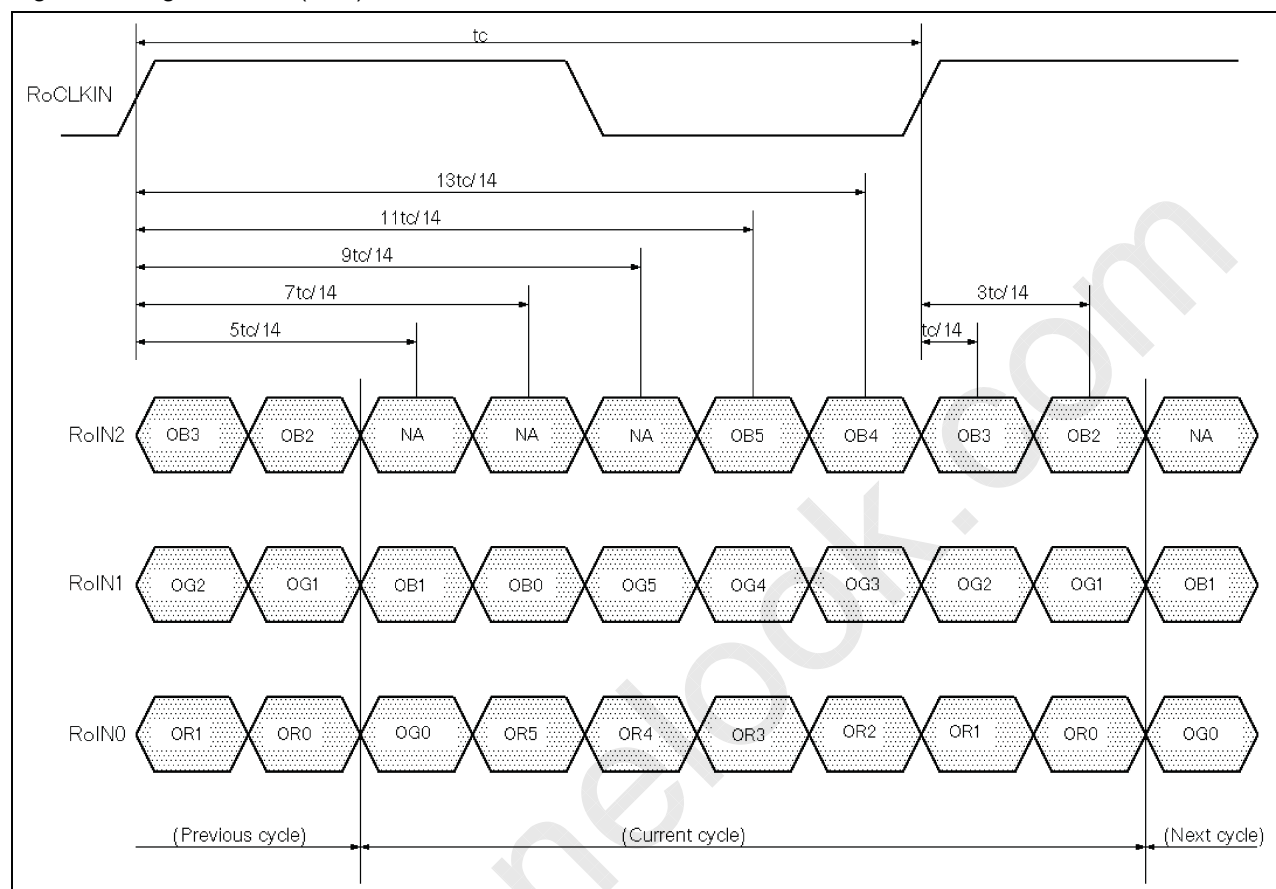 tc
RoCLKIN
13tc/14
11tc/14
9tc/14
7tc/14
3tc/14
5tc/14
tc/14
RoIN2 OB3 OB2 NA NA NA OB5 OB4 OB3 OB2 NA
RoIN1 OG2 OG1 OB1 OB0 OG5 OG4 OG3 OG2 OG1 OB1
RoIN0 OR1 OR0 OG0 OR5 OR4 OR3 OR2 OR1 OR0 OG0
(Previous cycle) (Current cycle) (Next cycle)
nelook.com